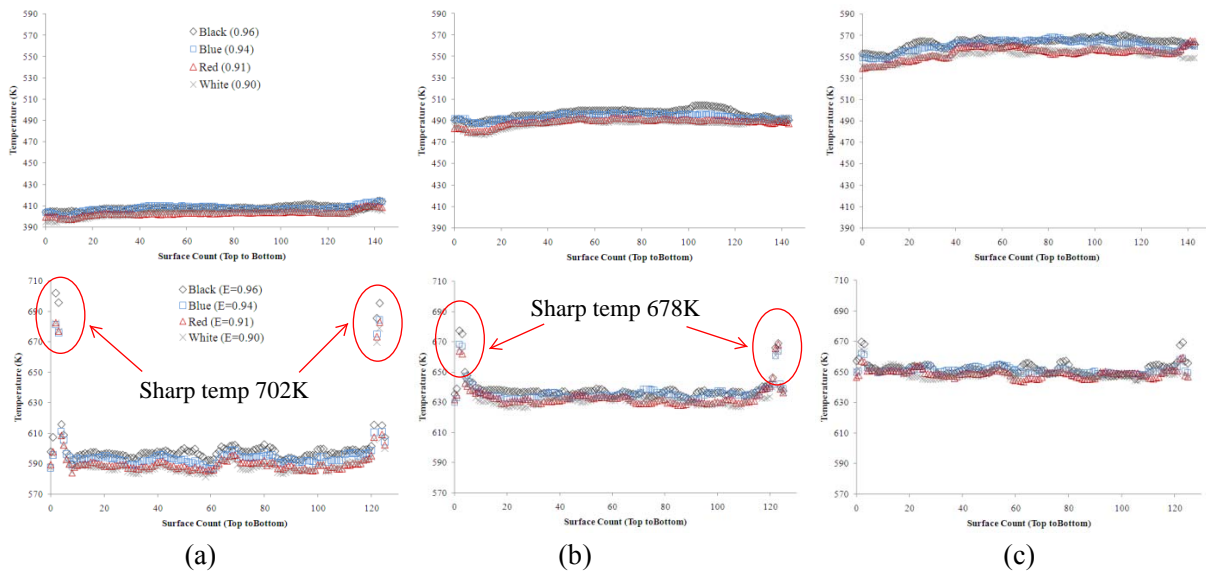 590
570
550
530
510
490
470
450
430
410
390
Temperature (K)
Black (0.96)
Blue (0.94)
Red (0.91)
White (0.90)
0 20 40 60 80 100 120 140
Surface Count (Top to Bottom)
590
570
550
530
510
490
470
450
430
410
390
Temperature (K)
0 20 40 60 80 100 120 140
Surface Count (Top to Bottom)
590
570
550
530
510
490
470
450
430
410
390
Temperature (K)
0 20 40 60 80 100 120 140
Surface Count (Top to Bottom)
710
690
670
650
630
610
590
570
Temperature (K)
Black (E=0.96)
Blue (E=0.94)
Red (E=0.91)
White (E=0.90)
Sharp temp 702K
0 20 40 60 80 100 120
Surface Count (Top toBottom)
710
690
670
650
630
610
590
570
Temperature (K)
Sharp temp 678K
0 20 40 60 80 100 120
Surface Count (Top toBottom)
710
690
670
650
630
610
590
570
Temperature (K)
0 20 40 60 80 100 120
Surface Count (Top toBottom)
(a) (b) (c)